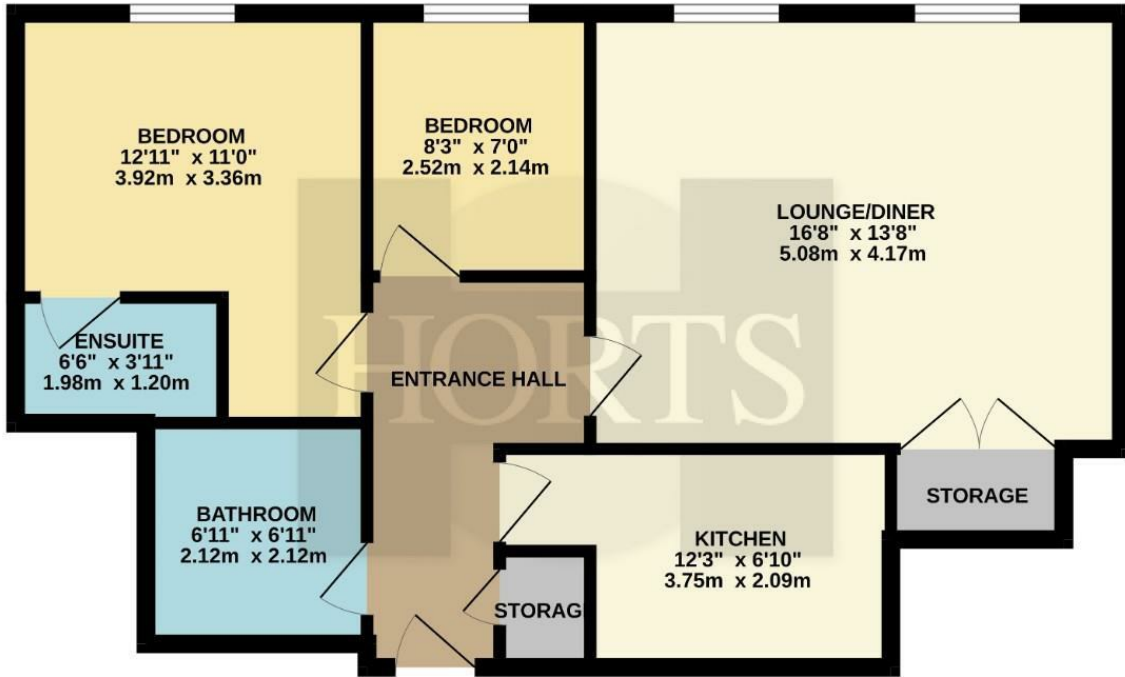 BEDROOM
12'11" x 11'0"
3.92m x 3.36m
BEDROOM
8'3" x 7'0"
2.52m x 2.14m
LOUNGE/DINER
16'8" x 13'8"
5.08m x 4.17m
ENSUITE
6'6" x 3'11"
1.98m x 1.20m
HORTS
ENTRANCE HALL
BATHROOM
6'11" x 6'11"
2.12m x 2.12m
KITCHEN
12'3" x 6'10"
3.75m x 2.09m
STORAGE
STORAG